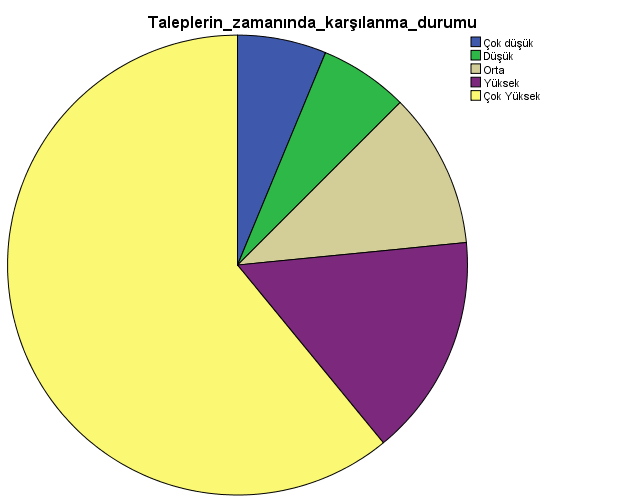 Taleplerin_zamanında_karşılanma_durumu
Çok düşük
Düşük
Orta
Yüksek
Çok Yüksek